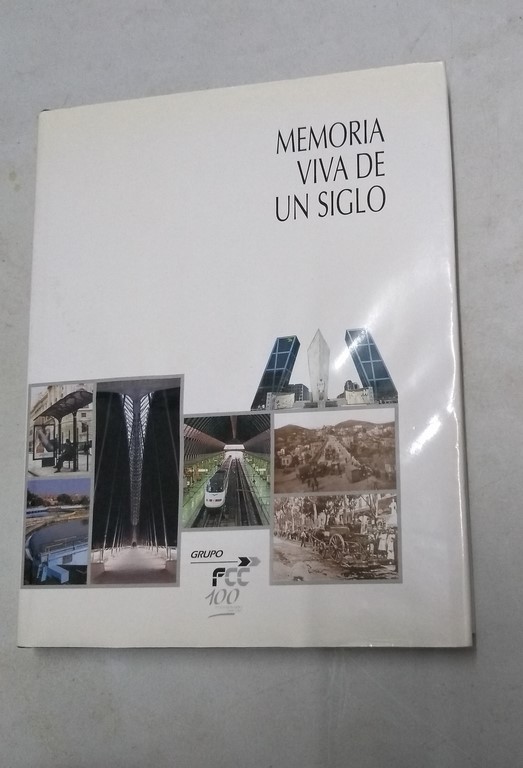 MEMORIA
VIVA DE
UN SIGLO
GRUPO
FCC
100